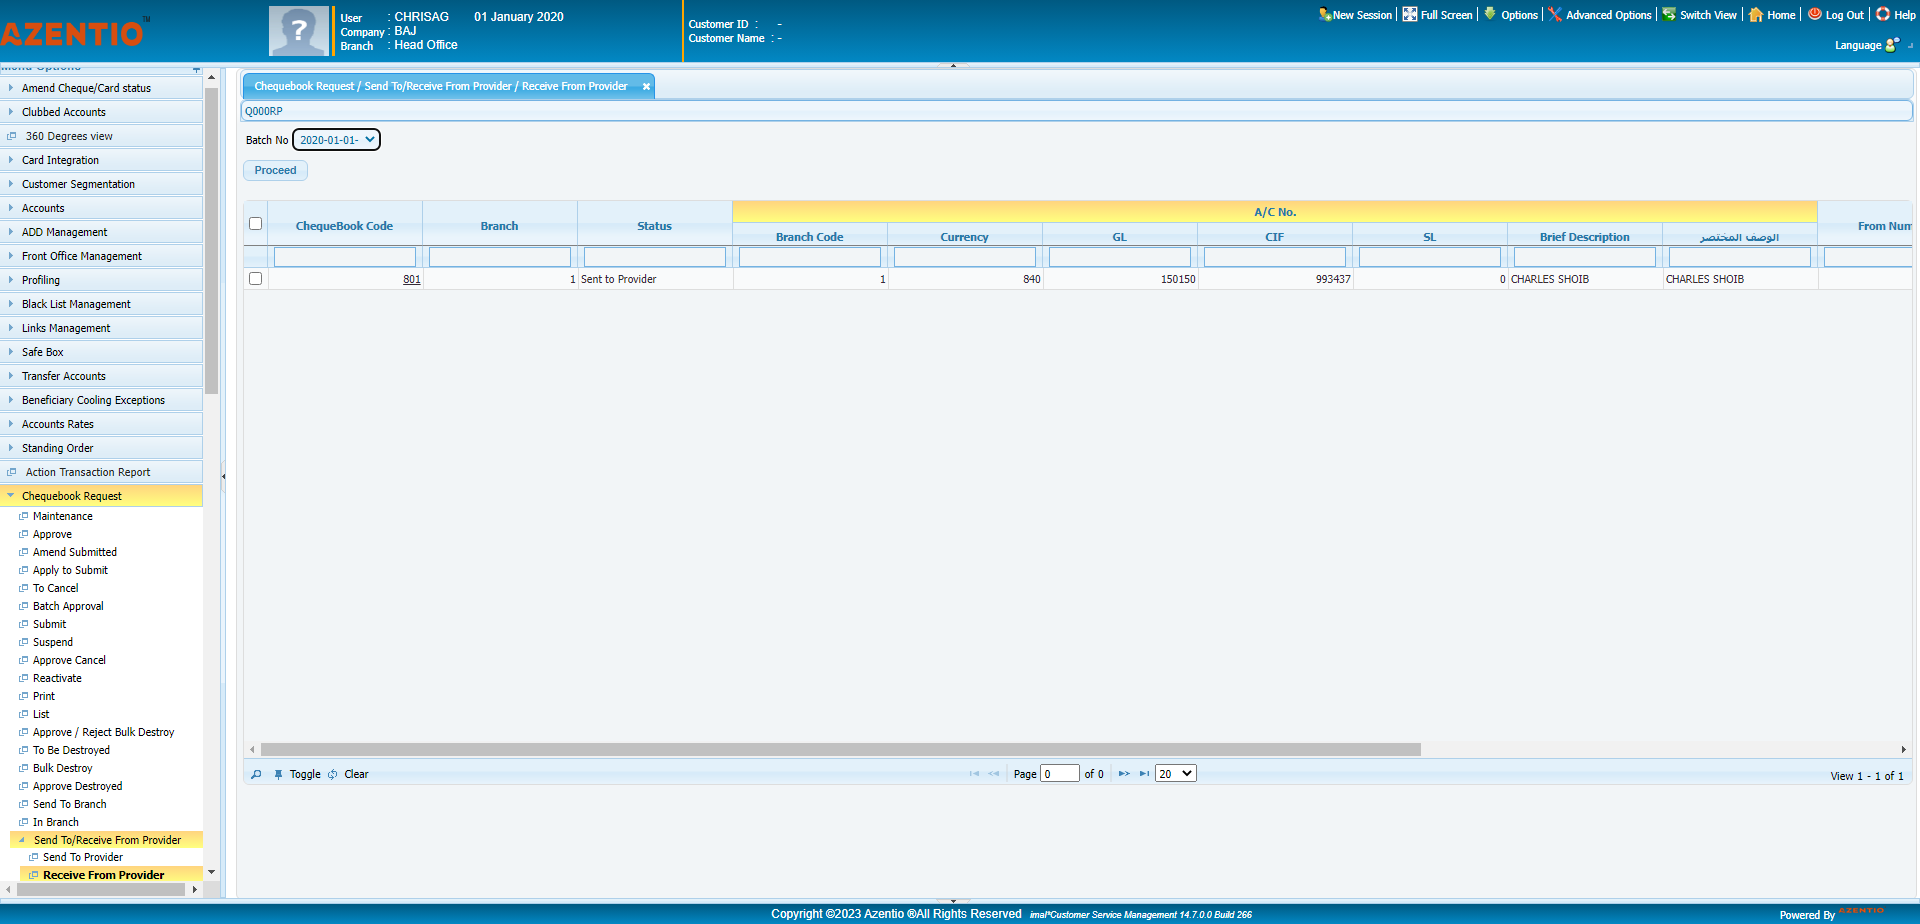 AZENTIO™
User : CHRISAG 01 January 2020
Company : BAJ
Branch : Head Office
Customer ID : -
Customer Name : -
New Session Full Screen Options Advanced Options Switch View Home Log Out Help
Language
Menu Options
Amend Cheque/Card status
Clubbed Accounts
360 Degrees view
Card Integration
Customer Segmentation
Accounts
ADD Management
Front Office Management
Profiling
Black List Management
Links Management
Safe Box
Transfer Accounts
Beneficiary Cooling Exceptions
Accounts Rates
Standing Order
Action Transaction Report
Chequebook Request
Maintenance
Approve
Amend Submitted
Apply to Submit
To Cancel
Batch Approval
Submit
Suspend
Approve Cancel
Reactivate
Print
List
Approve / Reject Bulk Destroy
To Be Destroyed
Bulk Destroy
Approve Destroyed
Send To Branch
In Branch
Send To/Receive From Provider
Send To Provider
Receive From Provider
Chequebook Request / Send To/Receive From Provider / Receive From Provider
Q000RP
Batch No 2020-01-01-
Proceed
A/C No.
ChequeBook Code Branch Status From Num
Branch Code Currency GL CIF SL Brief Description الوصف المختصر
801 1 Sent to Provider 1 840 150150 993437 0 CHARLES SHOIB CHARLES SHOIB
Toggle Clear Page 0 of 0 20 View 1 - 1 of 1
Copyright ©2023 Azentio ®All Rights Reserved imal*Customer Service Management 14.7.0.0 Build 266
Powered By AZENTIO